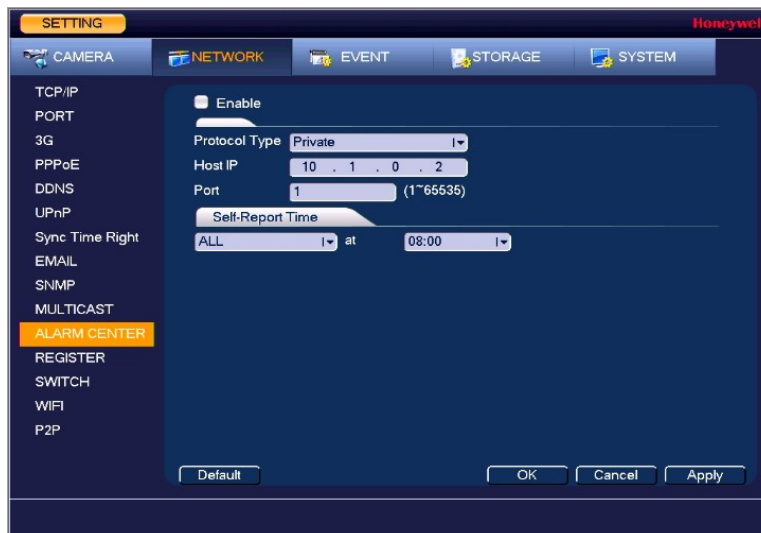 SETTING
Honeywell
CAMERA NETWORK EVENT STORAGE SYSTEM
TCP/IP
PORT
3G
PPPoE
DDNS
UPnP
Sync Time Right
EMAIL
SNMP
MULTICAST
ALARM CENTER
REGISTER
SWITCH
WIFI
P2P
Enable
Protocol Type Private
Host IP 10 . 1 . 0 . 2
Port 1 (1~65535)
Self-Report Time
ALL at 08:00
Default OK Cancel Apply